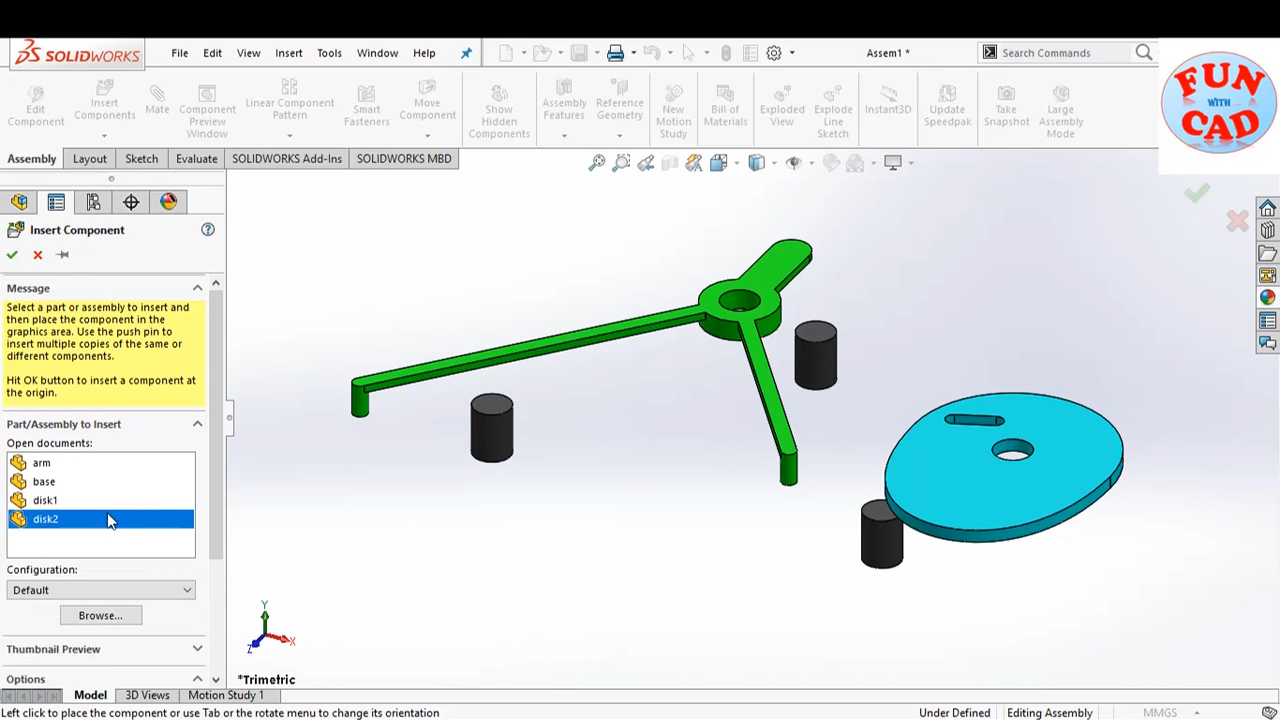 SOLIDWORKS
File Edit View Insert Tools Window Help
Assem1 *
Search Commands
FUN
WITH
CAD
Edit Component
Insert Components
Mate
Component Preview Window
Linear Component Pattern
Smart Fasteners
Move Component
Show Hidden Components
Assembly Features
Reference Geometry
New Motion Study
Bill of Materials
Exploded View
Explode Line Sketch
Instant3D
Update Speedpak
Take Snapshot
Large Assembly Mode
Assembly Layout Sketch Evaluate SOLIDWORKS Add-Ins SOLIDWORKS MBD
Insert Component
Message
Select a part or assembly to insert and
then place the component in the
graphics area. Use the push pin to
insert multiple copies of the same or
different components.
Hit OK button to insert a component at
the origin.
Part/Assembly to Insert
Open documents:
arm
base
disk1
disk2
Configuration:
Default
Browse...
Thumbnail Preview
Options
Y
X
Z
*Trimetric
Model 3D Views Motion Study 1
Left click to place the component or use Tab or the rotate menu to change its orientation
Under Defined
Editing Assembly
MMGS